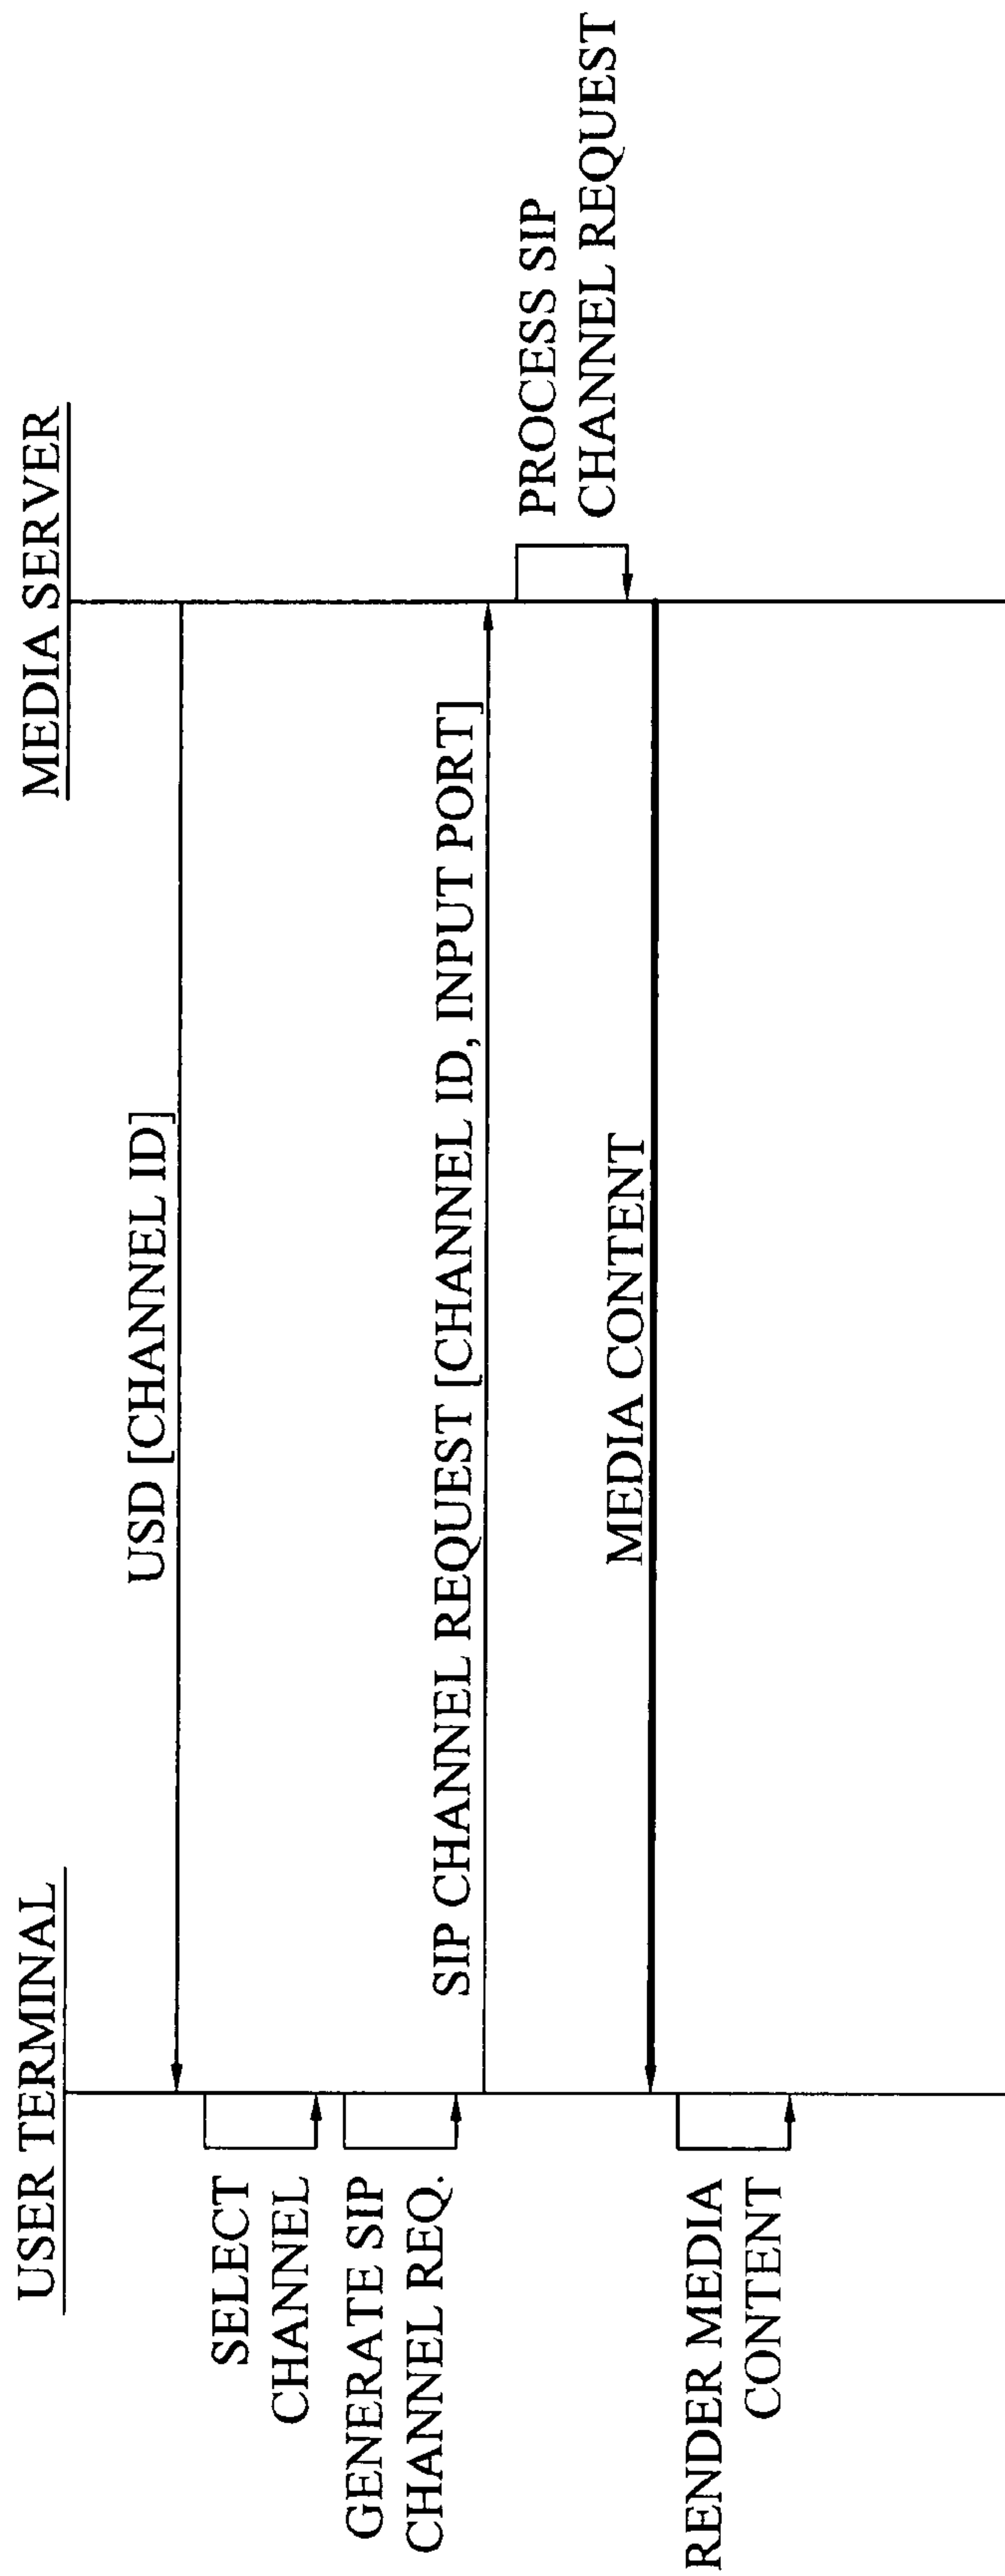 USER TERMINAL
MEDIA SERVER
USD [CHANNEL ID]
SELECT
CHANNEL
GENERATE SIP
CHANNEL REQ.
SIP CHANNEL REQUEST [CHANNEL ID, INPUT PORT]
PROCESS SIP
CHANNEL REQUEST
MEDIA CONTENT
RENDER MEDIA
CONTENT